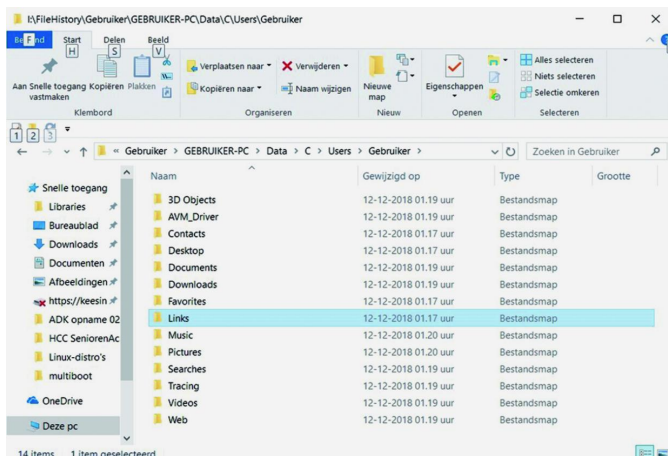 I:\FileHistory\Gebruiker\GEBRUIKER-PC\Data\C\Users\Gebruiker
F
Start
Delen
Beeld
H
S
V
Aan Snelle toegang
vastmaken
Kopiëren
Plakken
Klembord
Verplaatsen naar
Kopiëren naar
Verwijderen
Naam wijzigen
Organiseren
Nieuwe
map
Nieuw
Eigenschappen
Openen
Alles selecteren
Niets selecteren
Selectie omkeren
Selecteren
1 2 3
« Gebruiker > GEBRUIKER-PC > Data > C > Users > Gebruiker >
Zoeken in Gebruiker
Snelle toegang
Libraries
Bureaublad
Downloads
Documenten
Afbeeldingen
https://keesin
ADK opname 02
HCC SeniorenAc
Linux-distro's
multiboot
OneDrive
Deze pc
Naam Gewijzigd op Type Grootte
3D Objects 12-12-2018 01.19 uur Bestandsmap
AVM_Driver 12-12-2018 01.19 uur Bestandsmap
Contacts 12-12-2018 01.17 uur Bestandsmap
Desktop 12-12-2018 01.17 uur Bestandsmap
Documents 12-12-2018 01.19 uur Bestandsmap
Downloads 12-12-2018 01.19 uur Bestandsmap
Favorites 12-12-2018 01.17 uur Bestandsmap
Links 12-12-2018 01.17 uur Bestandsmap
Music 12-12-2018 01.20 uur Bestandsmap
Pictures 12-12-2018 01.20 uur Bestandsmap
Searches 12-12-2018 01.19 uur Bestandsmap
Tracing 12-12-2018 01.19 uur Bestandsmap
Videos 12-12-2018 01.19 uur Bestandsmap
Web 12-12-2018 01.19 uur Bestandsmap
14 items 1 item geselecteerd